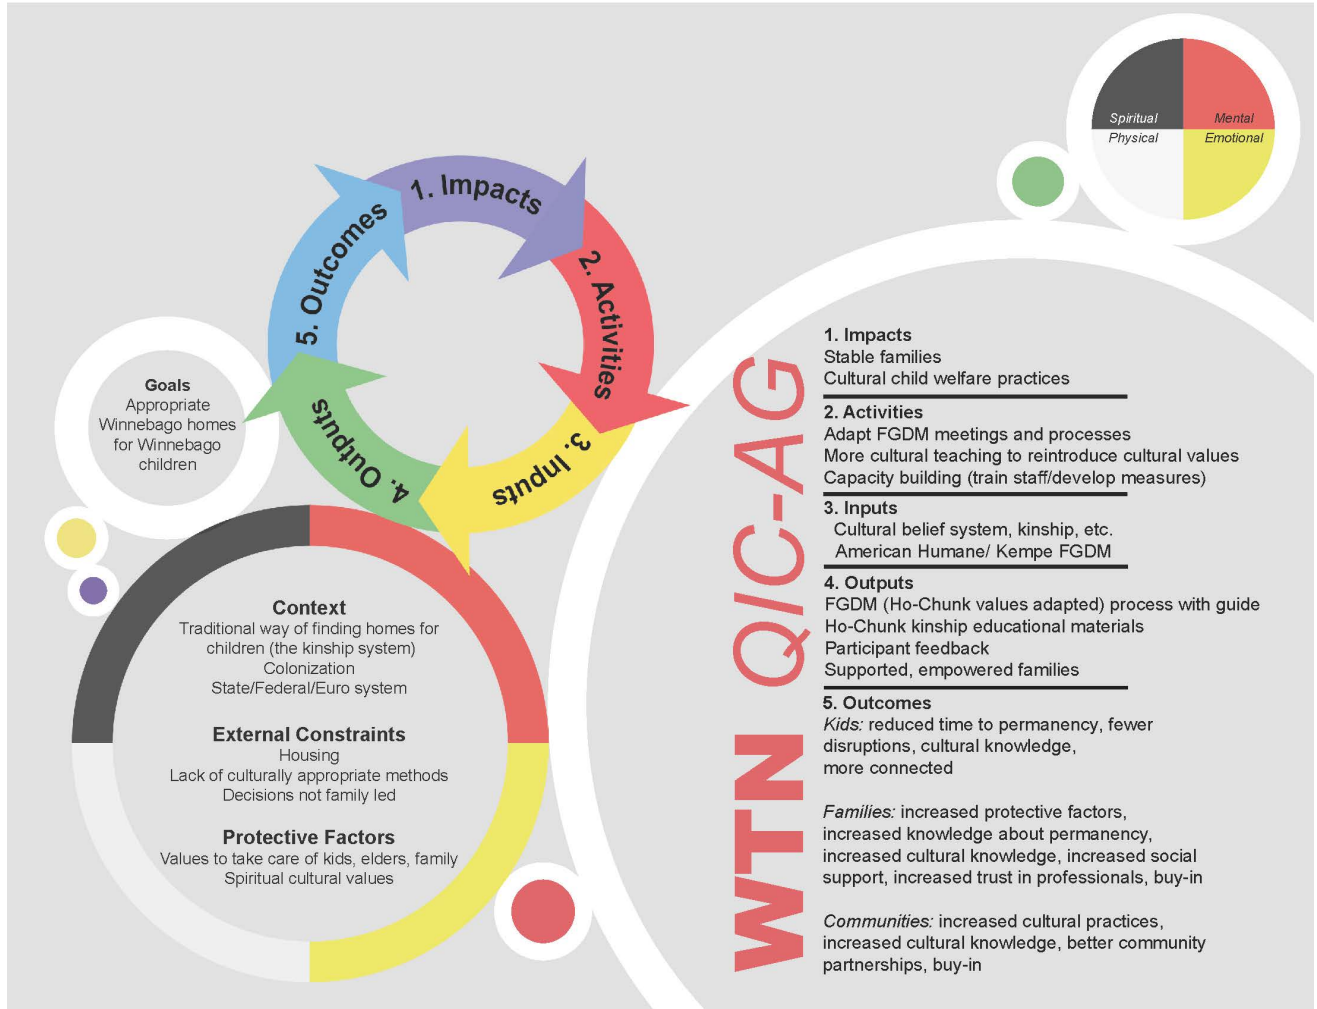 Spiritual
Mental
Physical
Emotional
1. Impacts
2. Activities
3. Inputs
4. Outputs
5. Outcomes
Goals
Appropriate
Winnebago homes
for Winnebago
children
Context
Traditional way of finding homes for
children (the kinship system)
Colonization
State/Federal/Euro system
External Constraints
Housing
Lack of culturally appropriate methods
Decisions not family led
Protective Factors
Values to take care of kids, elders, family
Spiritual cultural values
WTN QIC-AG
1. Impacts
Stable families
Cultural child welfare practices
2. Activities
Adapt FGDM meetings and processes
More cultural teaching to reintroduce cultural values
Capacity building (train staff/develop measures)
3. Inputs
Cultural belief system, kinship, etc.
American Humane/ Kempe FGDM
4. Outputs
FGDM (Ho-Chunk values adapted) process with guide
Ho-Chunk kinship educational materials
Participant feedback
Supported, empowered families
5. Outcomes
Kids: reduced time to permanency, fewer
disruptions, cultural knowledge,
more connected
Families: increased protective factors,
increased knowledge about permanency,
increased cultural knowledge, increased social
support, increased trust in professionals, buy-in
Communities: increased cultural practices,
increased cultural knowledge, better community
partnerships, buy-in